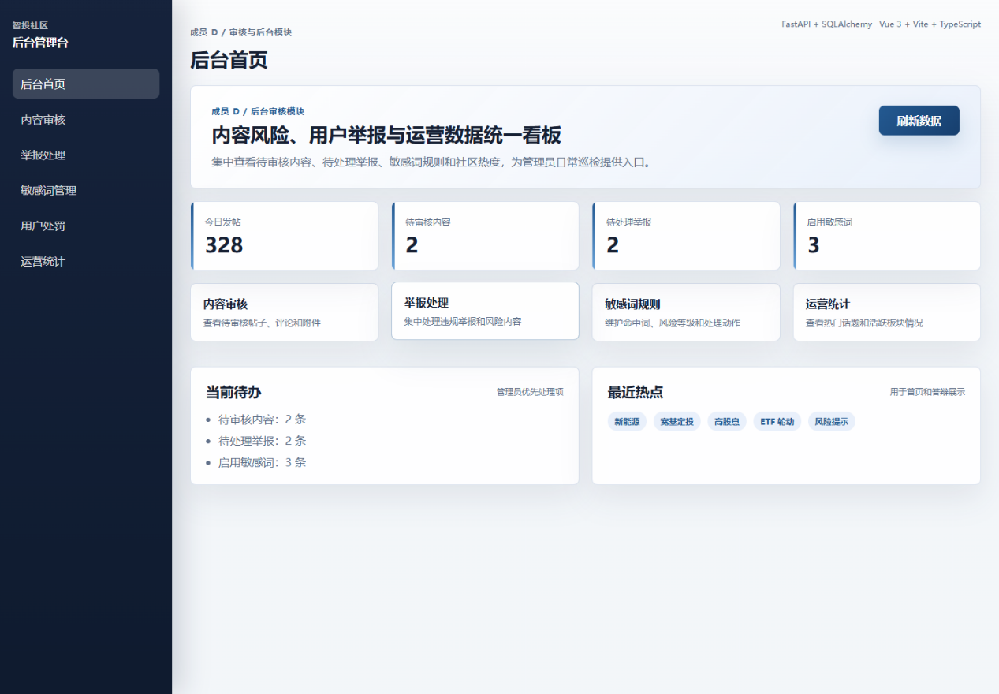 智投社区
后台管理台
后台首页
内容审核
举报处理
敏感词管理
用户处罚
运营统计
成员 D / 审核与后台模块
FastAPI + SQLAlchemy Vue 3 + Vite + TypeScript
后台首页
成员 D / 后台审核模块
内容风险、用户举报与运营数据统一看板
集中查看待审核内容、待处理举报、敏感词规则和社区热度，为管理员日常巡检提供入口。
刷新数据
今日发帖
328
待审核内容
2
待处理举报
2
启用敏感词
3
内容审核
查看待审核帖子、评论和附件
举报处理
集中处理违规举报和风险内容
敏感词规则
维护命中词、风险等级和处理动作
运营统计
查看热门话题和活跃板块情况
当前待办
管理员优先处理项
待审核内容：2 条
待处理举报：2 条
启用敏感词：3 条
最近热点
用于首页和答辩展示
新能源
宽基定投
高股息
ETF 轮动
风险提示